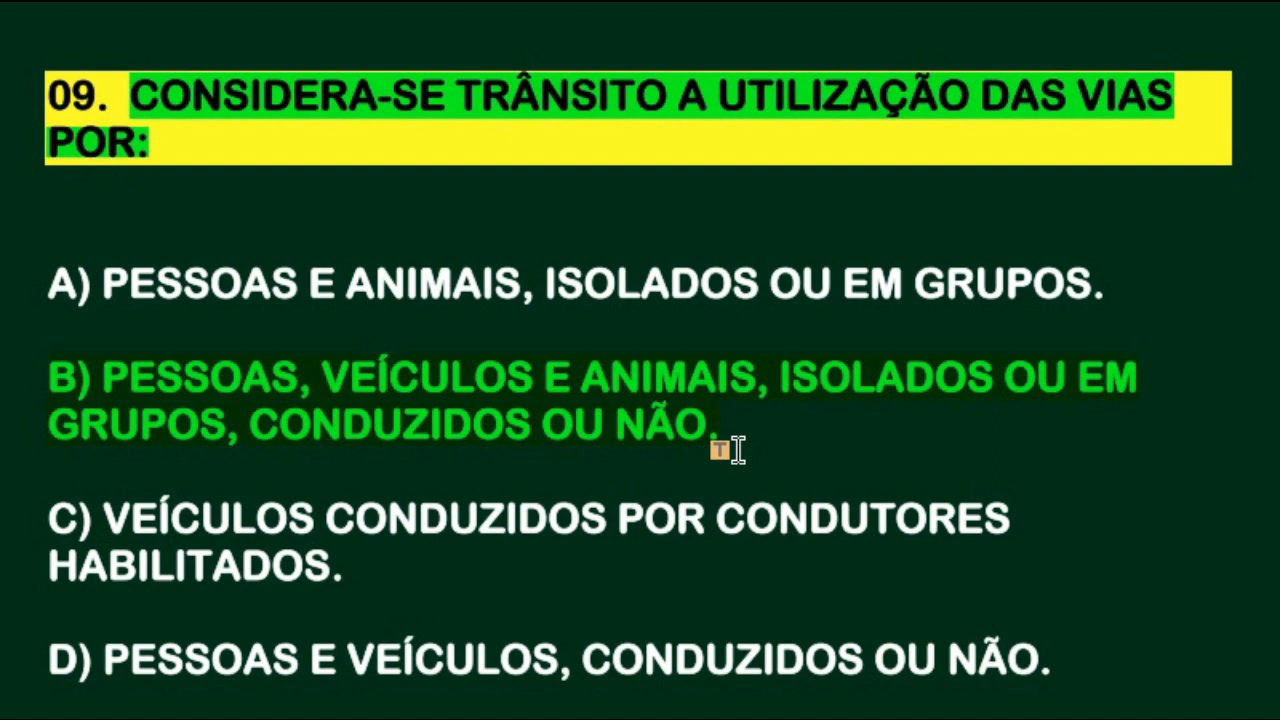 09. CONSIDERA-SE TRÂNSITO A UTILIZAÇÃO DAS VIAS
POR:
A) PESSOAS E ANIMAIS, ISOLADOS OU EM GRUPOS.
B) PESSOAS, VEÍCULOS E ANIMAIS, ISOLADOS OU EM
GRUPOS, CONDUZIDOS OU NÃO.
T
C) VEÍCULOS CONDUZIDOS POR CONDUTORES
HABILITADOS.
D) PESSOAS E VEÍCULOS, CONDUZIDOS OU NÃO.